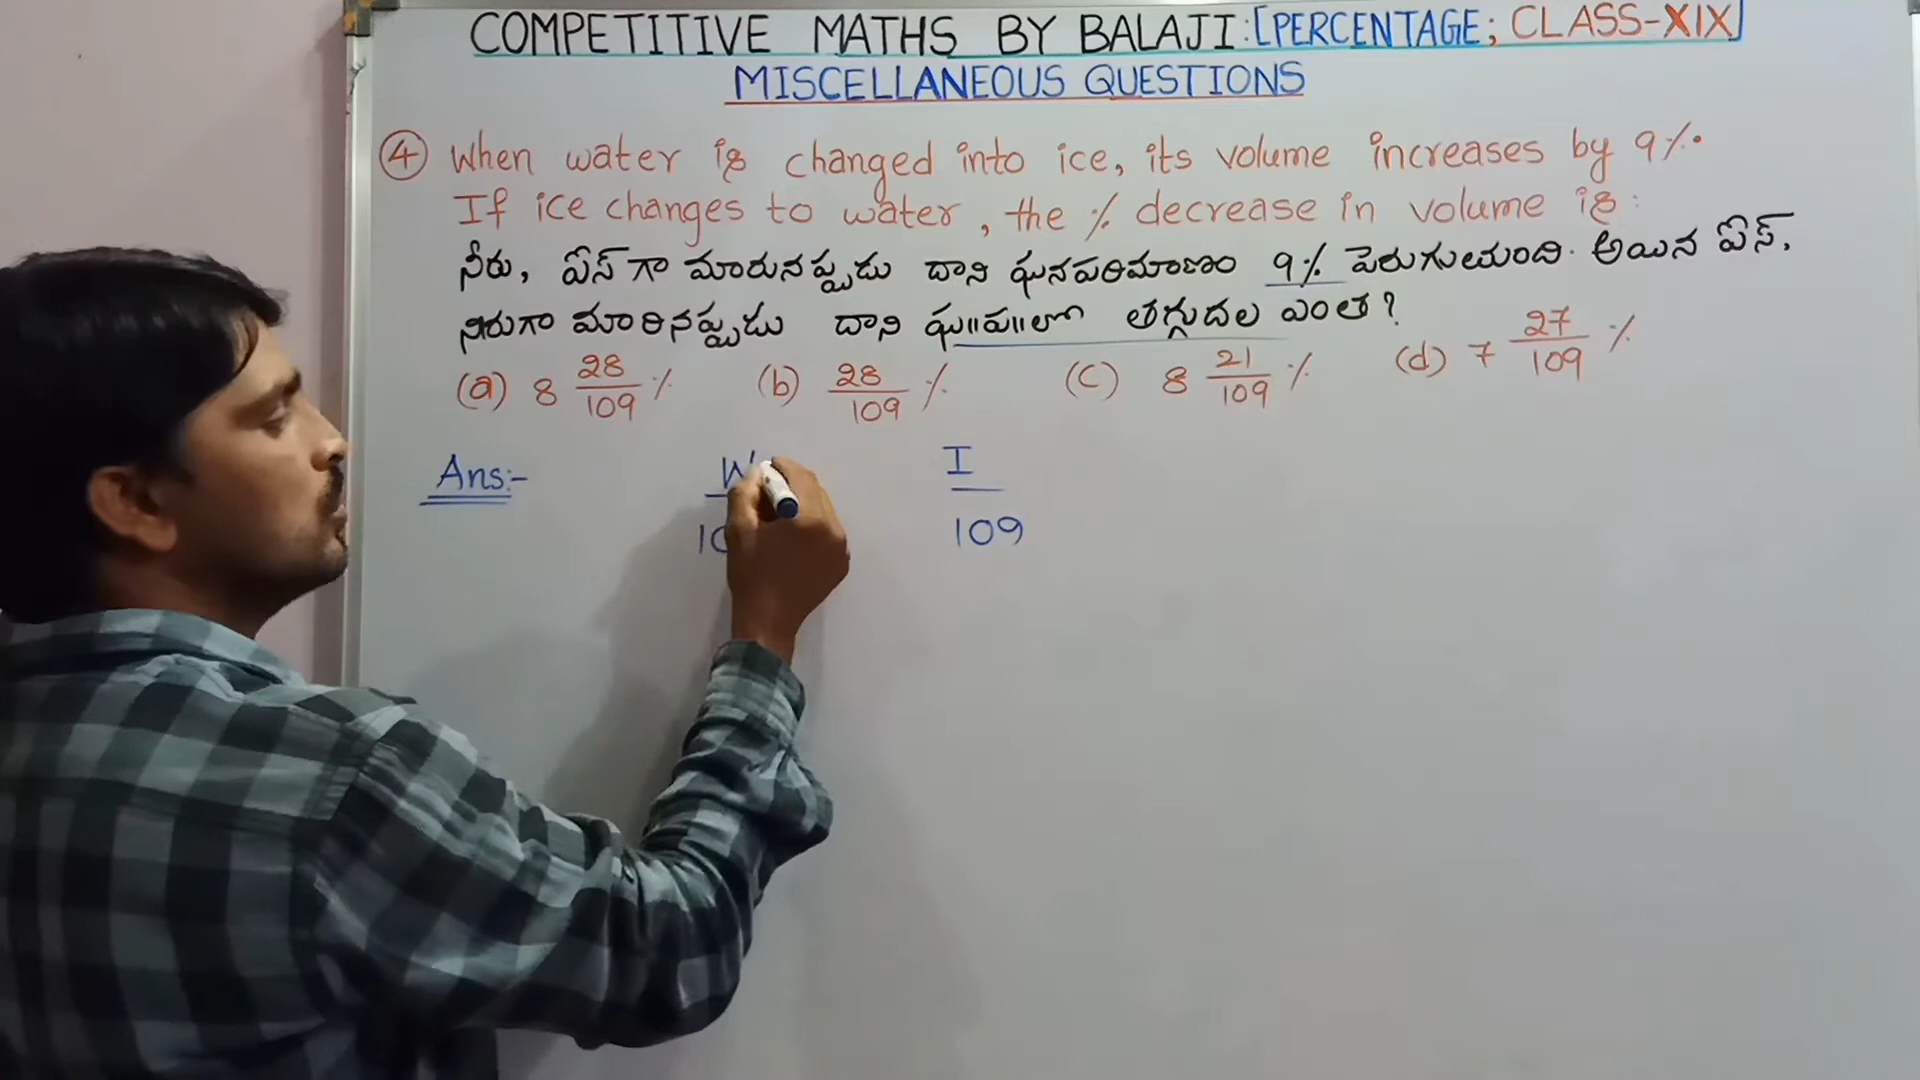 COMPETITIVE MATHS BY BALAJI: [PERCENTAGE; CLASS-XIX]
MISCELLANEOUS QUESTIONS
④ When water is changed into ice, its volume increases by 9%.
If ice changes to water, the % decrease in volume is:
నీరు, ఏస్ గా మారునప్పుడు దాని ఘనపరిమాణం 9% పెరుగుతుంది. అయిన ఏస్,
నీరుగా మారినప్పుడు దాని ఘ॥ప॥లో తగ్గుదల ఎంత?
(a) 8 28/109 % (b) 28/109 % (c) 8 21/109 % (d) 7 27/109 %
Ans:- W I
109